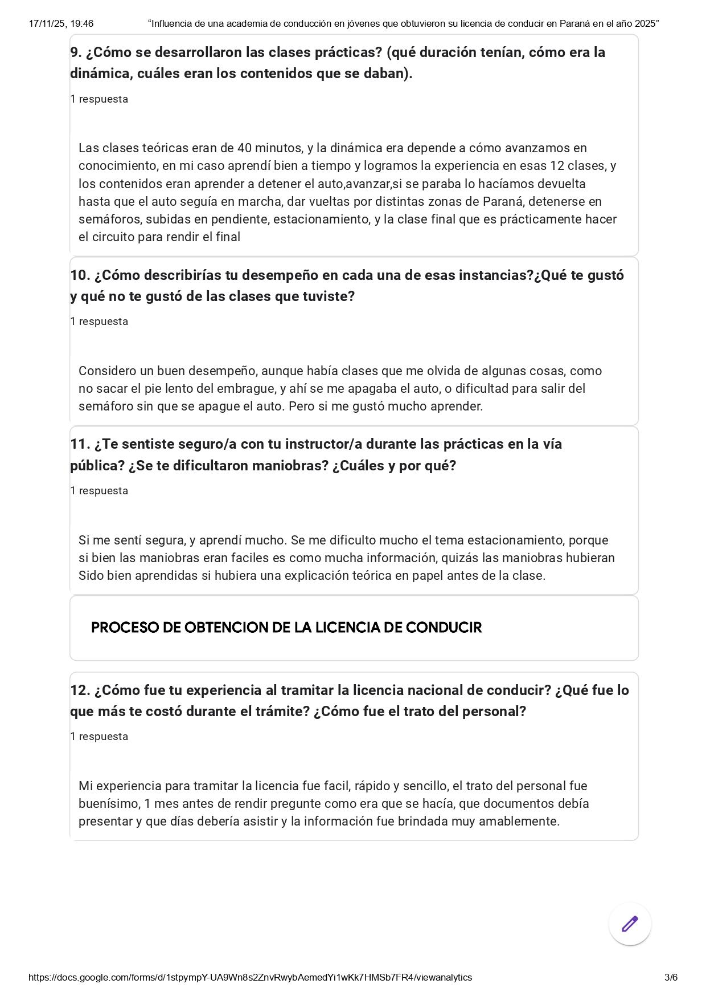 17/11/25, 19:46
“Influencia de una academia de conducción en jóvenes que obtuvieron su licencia de conducir en Paraná en el año 2025”
9. ¿Cómo se desarrollaron las clases prácticas? (qué duración tenían, cómo era la
dinámica, cuáles eran los contenidos que se daban).
1 respuesta
Las clases teóricas eran de 40 minutos, y la dinámica era depende a cómo avanzamos en
conocimiento, en mi caso aprendí bien a tiempo y logramos la experiencia en esas 12 clases, y
los contenidos eran aprender a detener el auto,avanzar,si se paraba lo hacíamos devuelta
hasta que el auto seguía en marcha, dar vueltas por distintas zonas de Paraná, detenerse en
semáforos, subidas en pendiente, estacionamiento, y la clase final que es prácticamente hacer
el circuito para rendir el final
10. ¿Cómo describirías tu desempeño en cada una de esas instancias?¿Qué te gustó
y qué no te gustó de las clases que tuviste?
1 respuesta
Considero un buen desempeño, aunque había clases que me olvida de algunas cosas, como
no sacar el pie lento del embrague, y ahí se me apagaba el auto, o dificultad para salir del
semáforo sin que se apague el auto. Pero si me gustó mucho aprender.
11. ¿Te sentiste seguro/a con tu instructor/a durante las prácticas en la vía
pública? ¿Se te dificultaron maniobras? ¿Cuáles y por qué?
1 respuesta
Si me sentí segura, y aprendí mucho. Se me dificulto mucho el tema estacionamiento, porque
si bien las maniobras eran faciles es como mucha información, quizás las maniobras hubieran
Sido bien aprendidas si hubiera una explicación teórica en papel antes de la clase.
PROCESO DE OBTENCION DE LA LICENCIA DE CONDUCIR
12. ¿Cómo fue tu experiencia al tramitar la licencia nacional de conducir? ¿Qué fue lo
que más te costó durante el trámite? ¿Cómo fue el trato del personal?
1 respuesta
Mi experiencia para tramitar la licencia fue facil, rápido y sencillo, el trato del personal fue
buenísimo, 1 mes antes de rendir pregunte como era que se hacía, que documentos debía
presentar y que días debería asistir y la información fue brindada muy amablemente.
https://docs.google.com/forms/d/1stpympY-UA9Wn8s2ZnvRwybAemedYi1wKk7HMSb7FR4/viewanalytics
3/6